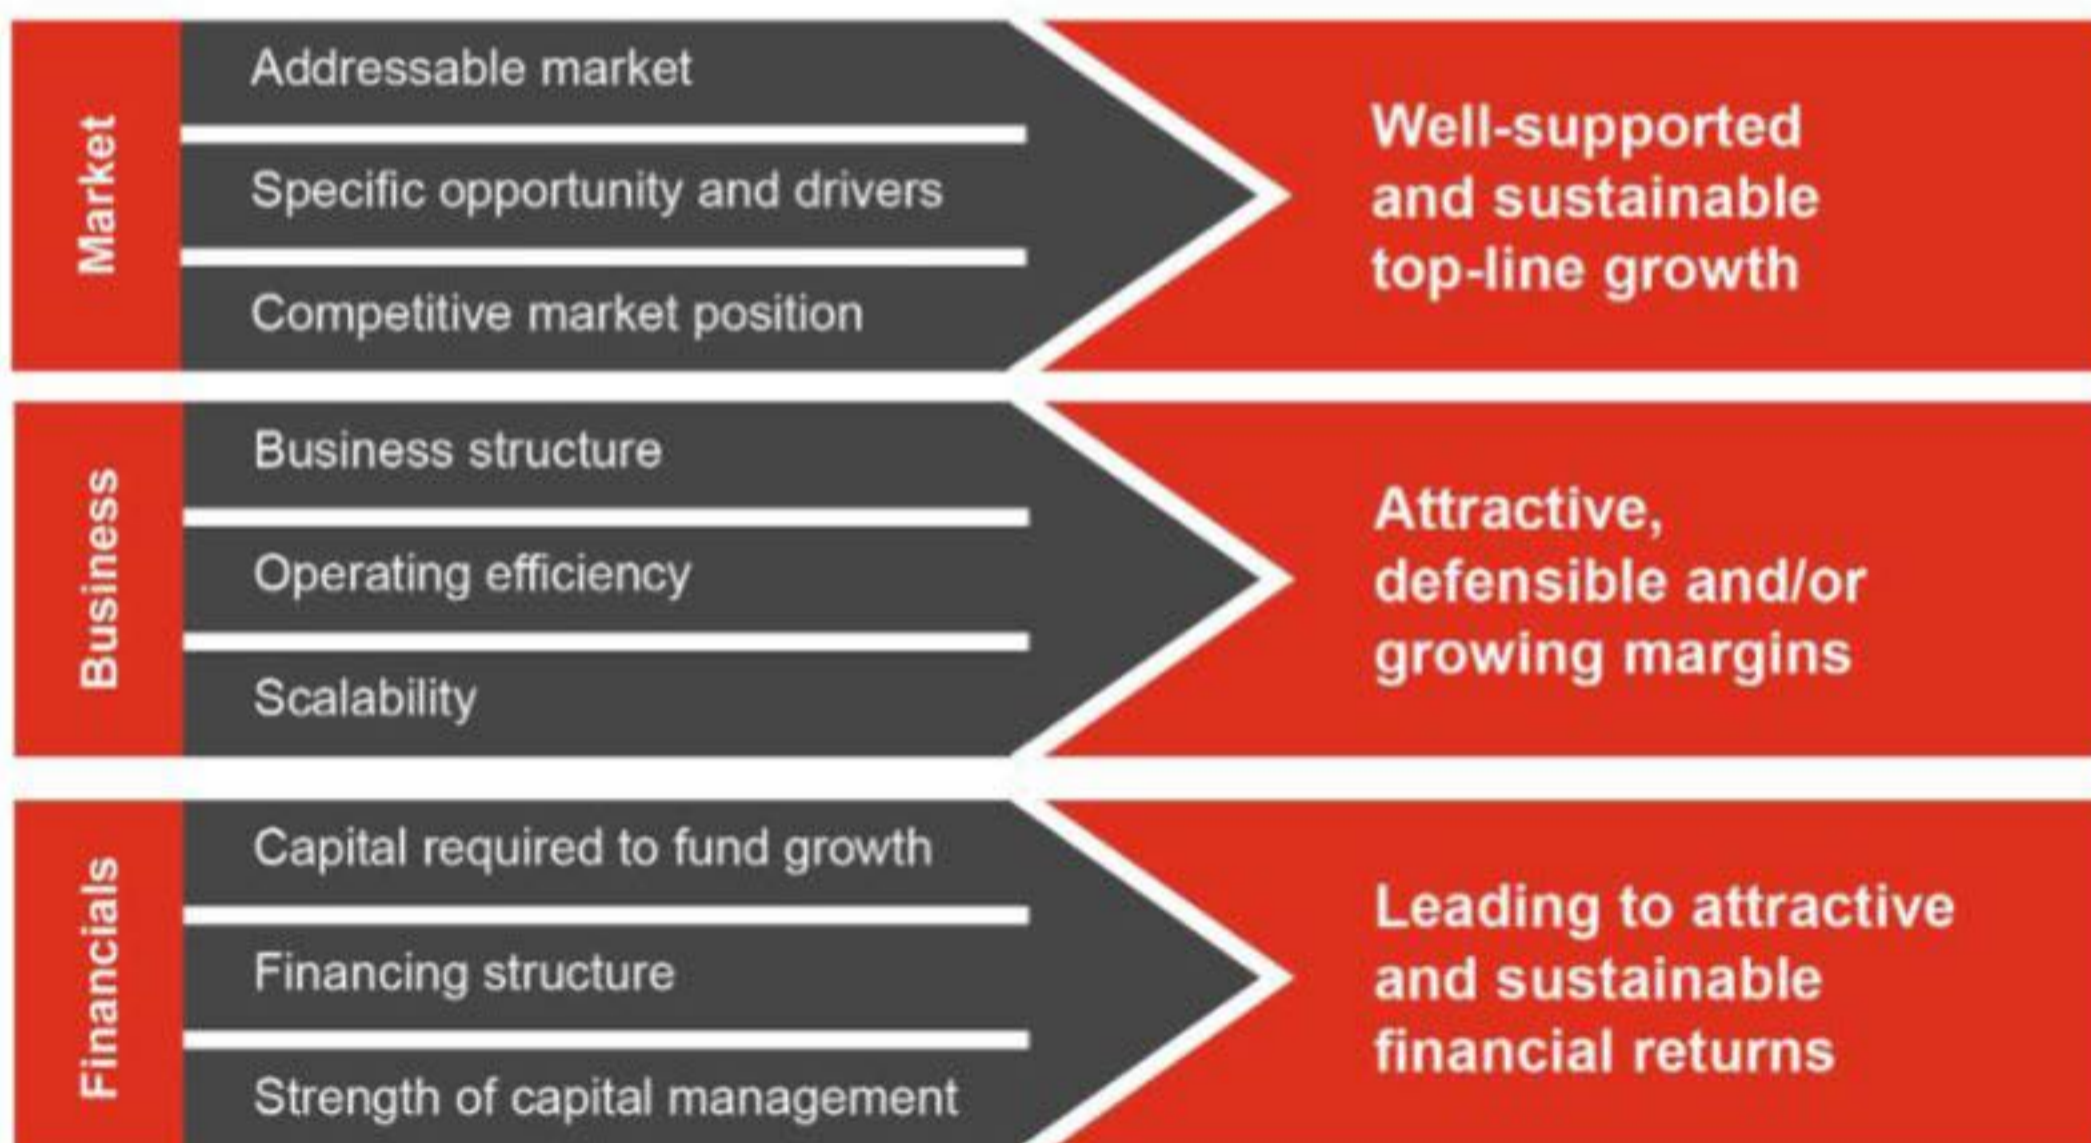 Market
Addressable market
Specific opportunity and drivers
Competitive market position
Well-supported
and sustainable
top-line growth
Business
Business structure
Operating efficiency
Scalability
Attractive,
defensible and/or
growing margins
Financials
Capital required to fund growth
Financing structure
Strength of capital management
Leading to attractive
and sustainable
financial returns